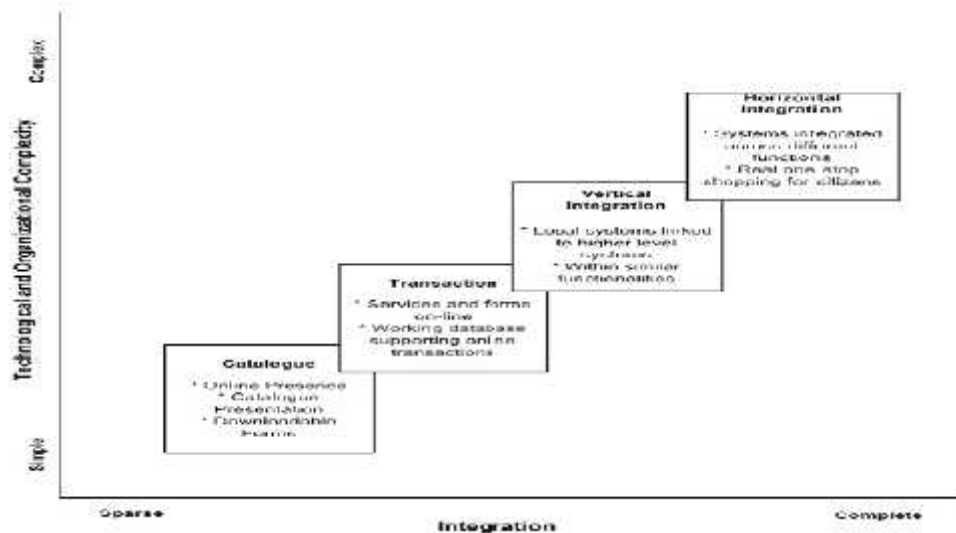 Complex
Technological and Organizational Complexity
Simple
Horizontal
Integration
* Systems integrated
across different
functions
* Real one stop
shopping for citizens
Vertical
Integration
* Local systems linked
to higher level
systems
* Within similar
functionalities
Transaction
* Services and forms
on-line
* Working database
supporting online
transactions
Catalogue
* Online Presence
* Catalogue
Presentation
* Downloadable
Forms
Sparse
Integration
Complete